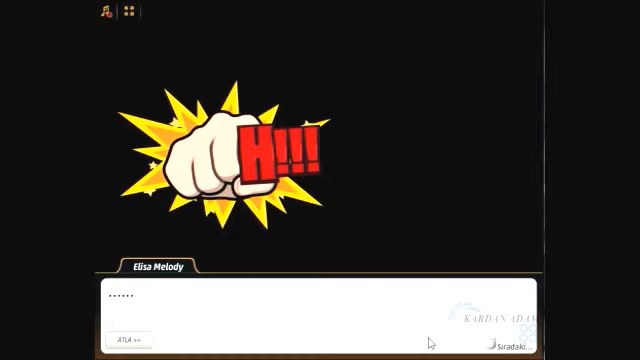 H!!!
Elisa Melody
......
KARDAN ADAM
ATLA >>
Sıradaki...